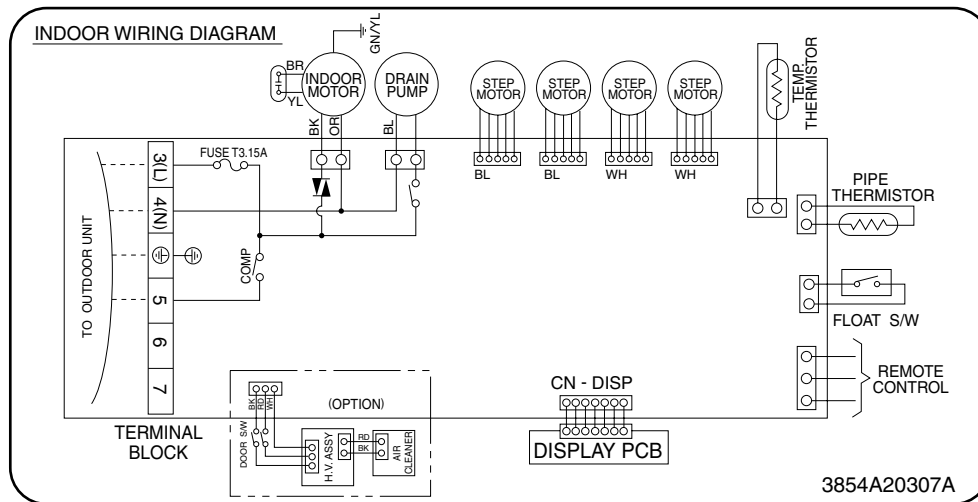 INDOOR WIRING DIAGRAM
GN/YL
BR
YL
INDOOR
MOTOR
DRAIN
PUMP
STEP
MOTOR
STEP
MOTOR
STEP
MOTOR
STEP
MOTOR
TEMP.
THERMISTOR
BK
OR
BL
BL
BL
WH
WH
FUSE T3.15A
3(L)
4(N)
5
6
7
TO OUTDOOR UNIT
COMP
PIPE
THERMISTOR
FLOAT S/W
REMOTE
CONTROL
TERMINAL
BLOCK
(OPTION)
BK
RD
WH
DOOR S/W
H.V. ASSY
RD
BK
AIR
CLEANER
CN - DISP
DISPLAY PCB
3854A20307A